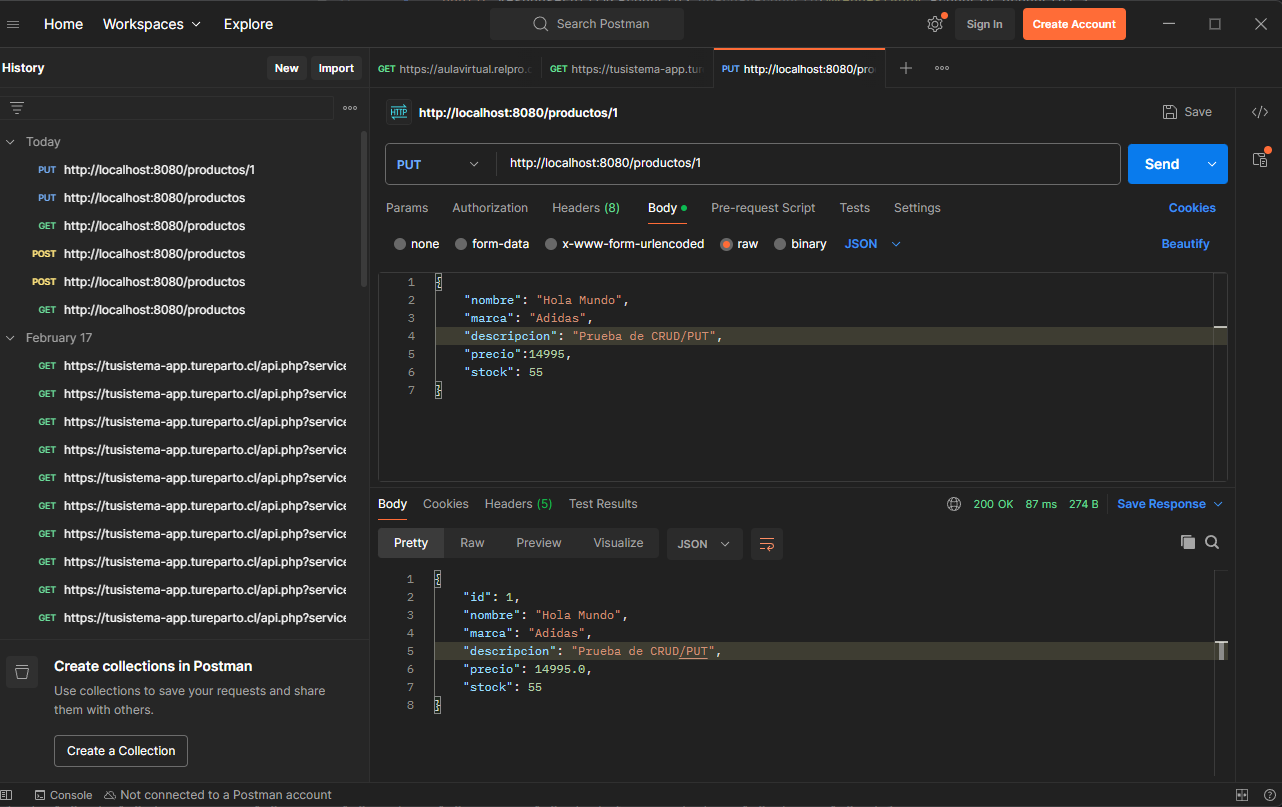 Home Workspaces Explore Search Postman Sign In Create Account
History New Import
GET https://aulavirtual.relpro. GET https://tusistema-app.tur PUT http://localhost:8080/pro
HTTP http://localhost:8080/productos/1 Save
Today
PUT http://localhost:8080/productos/1
PUT http://localhost:8080/productos
GET http://localhost:8080/productos
POST http://localhost:8080/productos
POST http://localhost:8080/productos
GET http://localhost:8080/productos
February 17
GET https://tusistema-app.tureparto.cl/api.php?service
GET https://tusistema-app.tureparto.cl/api.php?service
GET https://tusistema-app.tureparto.cl/api.php?service
GET https://tusistema-app.tureparto.cl/api.php?service
GET https://tusistema-app.tureparto.cl/api.php?service
GET https://tusistema-app.tureparto.cl/api.php?service
GET https://tusistema-app.tureparto.cl/api.php?service
GET https://tusistema-app.tureparto.cl/api.php?service
GET https://tusistema-app.tureparto.cl/api.php?service
GET https://tusistema-app.tureparto.cl/api.php?service
Create collections in Postman
Use collections to save your requests and share
them with others.
Create a Collection
PUT http://localhost:8080/productos/1 Send
Params Authorization Headers (8) Body Pre-request Script Tests Settings Cookies
none form-data x-www-form-urlencoded raw binary JSON Beautify
1 {
2 "nombre": "Hola Mundo",
3 "marca": "Adidas",
4 "descripcion": "Prueba de CRUD/PUT",
5 "precio":14995,
6 "stock": 55
7 }
Body Cookies Headers (5) Test Results 200 OK 87 ms 274 B Save Response
Pretty Raw Preview Visualize JSON
1 {
2 "id": 1,
3 "nombre": "Hola Mundo",
4 "marca": "Adidas",
5 "descripcion": "Prueba de CRUD/PUT",
6 "precio": 14995.0,
7 "stock": 55
8 }
Console Not connected to a Postman account